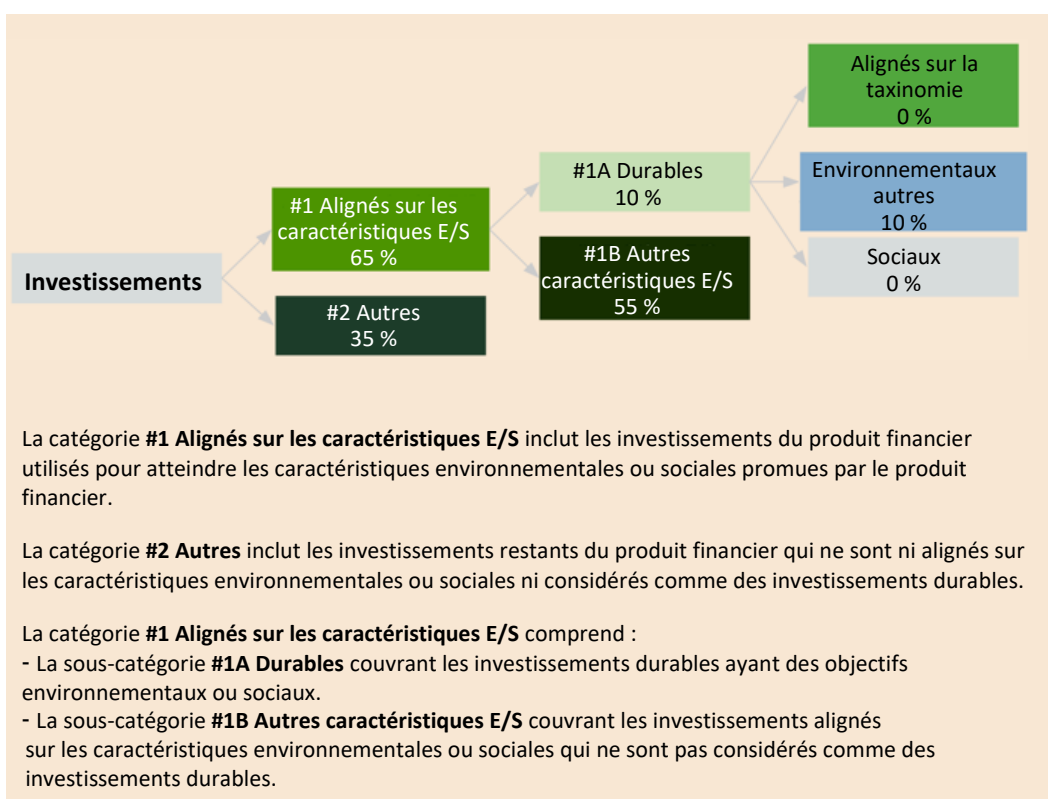 Investissements
#1 Alignés sur les
caractéristiques E/S
65 %
#2 Autres
35 %
#1A Durables
10 %
#1B Autres
caractéristiques E/S
55 %
Alignés sur la
taxinomie
0 %
Environnementaux
autres
10 %
Sociaux
0 %
La catégorie #1 Alignés sur les caractéristiques E/S inclut les investissements du produit financier
utilisés pour atteindre les caractéristiques environnementales ou sociales promues par le produit
financier.
La catégorie #2 Autres inclut les investissements restants du produit financier qui ne sont ni alignés sur
les caractéristiques environnementales ou sociales ni considérés comme des investissements durables.
La catégorie #1 Alignés sur les caractéristiques E/S comprend :
- La sous-catégorie #1A Durables couvrant les investissements durables ayant des objectifs
environnementaux ou sociaux.
- La sous-catégorie #1B Autres caractéristiques E/S couvrant les investissements alignés
sur les caractéristiques environnementales ou sociales qui ne sont pas considérés comme des
investissements durables.